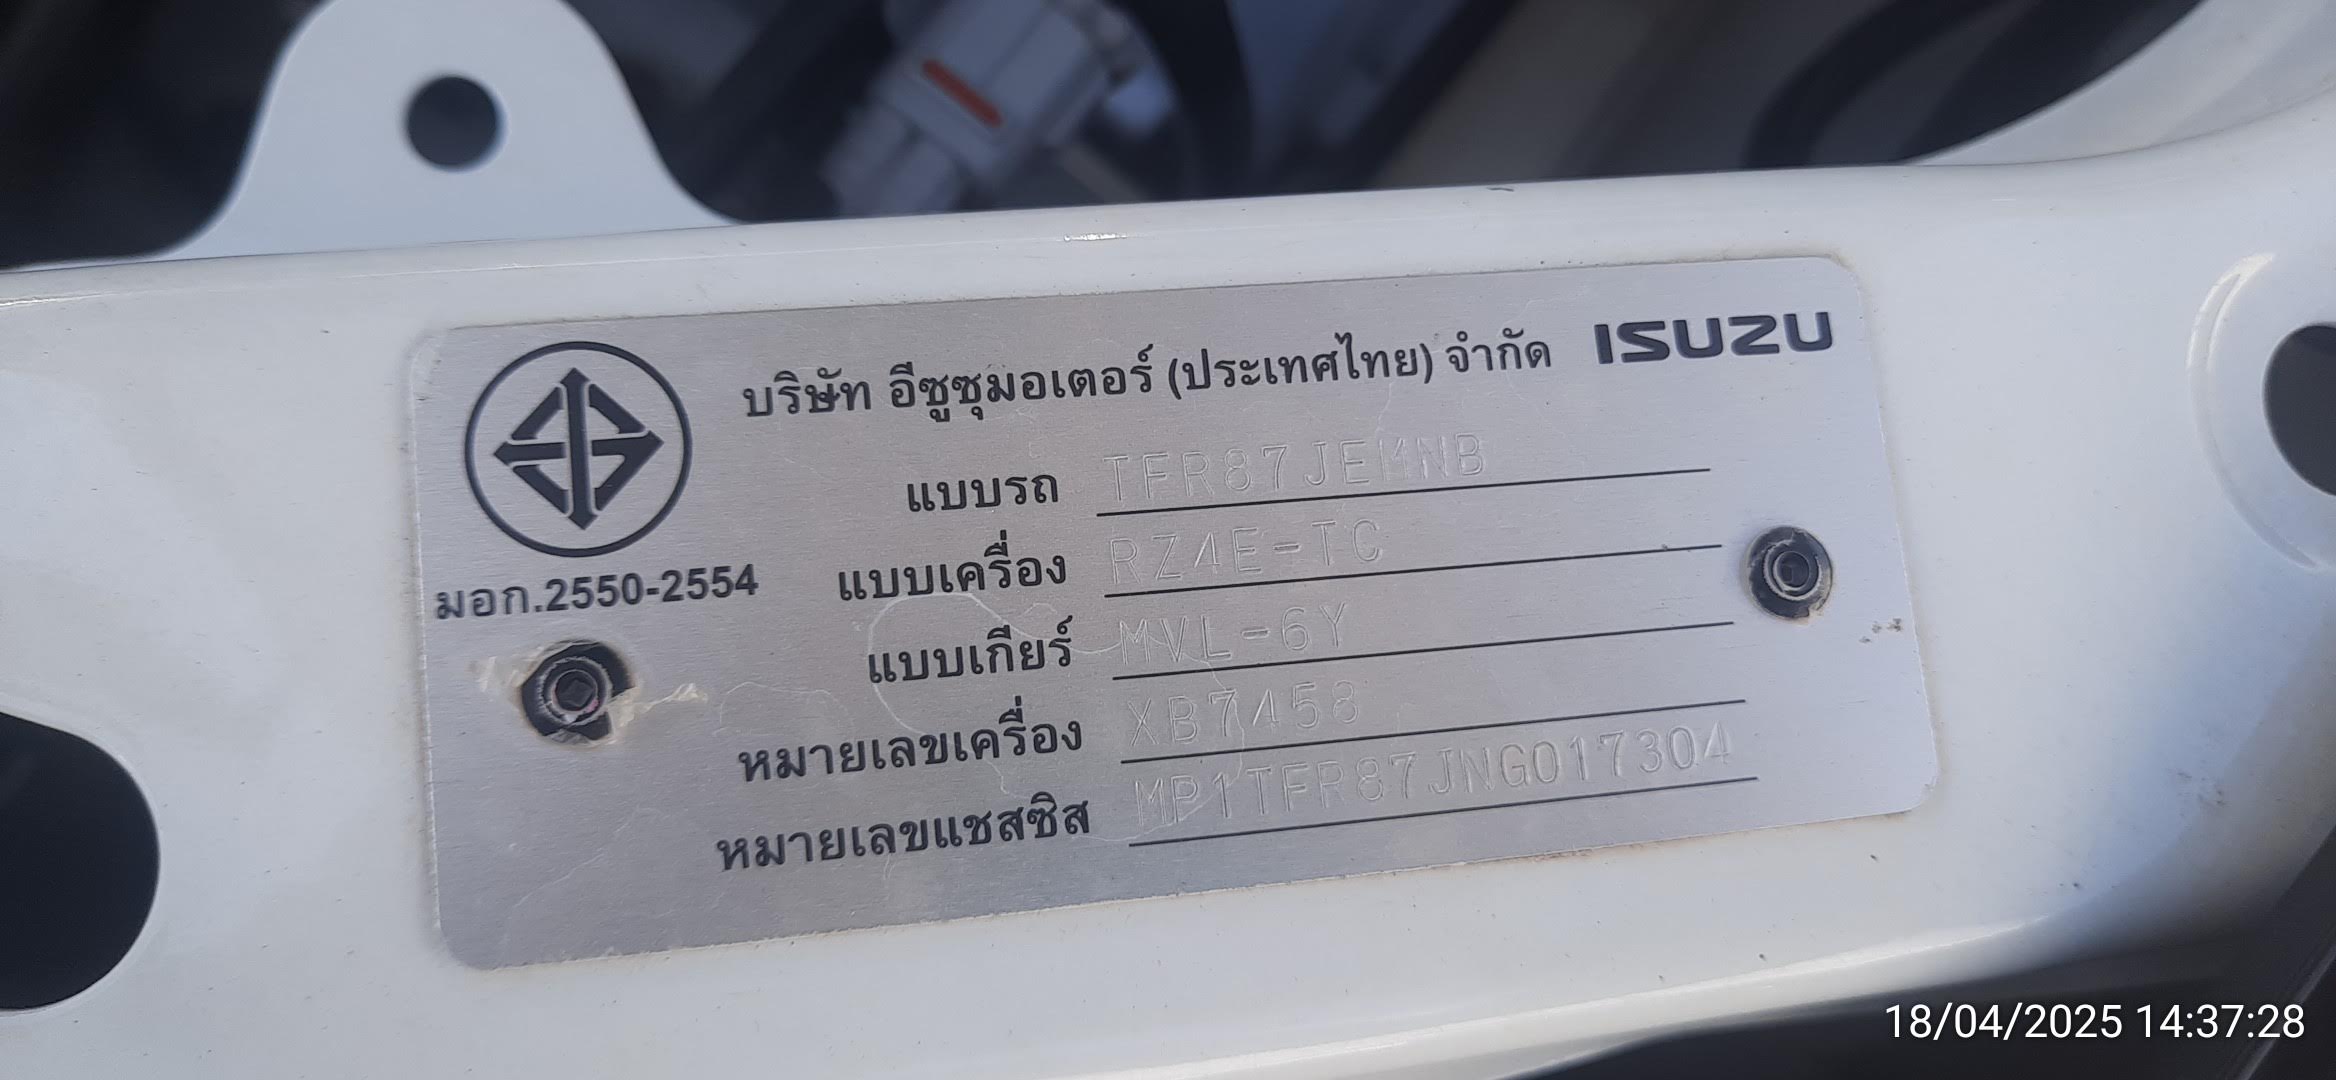 บริษัท อีซูซุมอเตอร์ (ประเทศไทย) จำกัด ISUZU
มอก.2550-2554
แบบรถ TFR87JEMNB
แบบเครื่อง RZ4E-TC
แบบเกียร์ MVL-6Y
หมายเลขเครื่อง XB7458
หมายเลขแชสซิส MP1TFR87JNG017304
18/04/2025 14:37:28